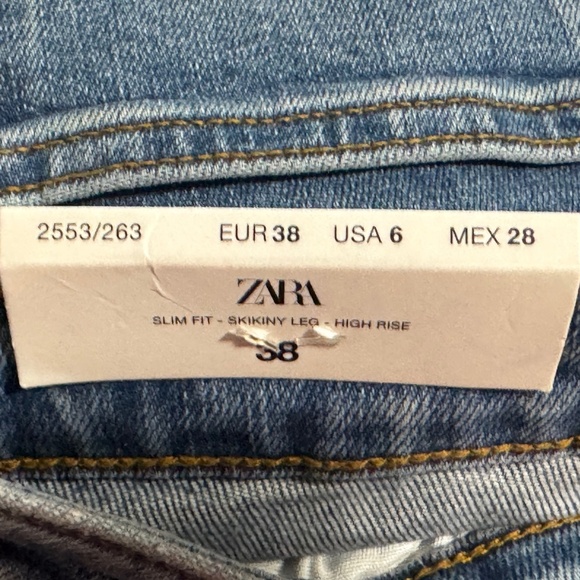 2553/263 EUR 38 USA 6 MEX 28
ZARA
SLIM FIT - SKIKINY LEG - HIGH RISE
38